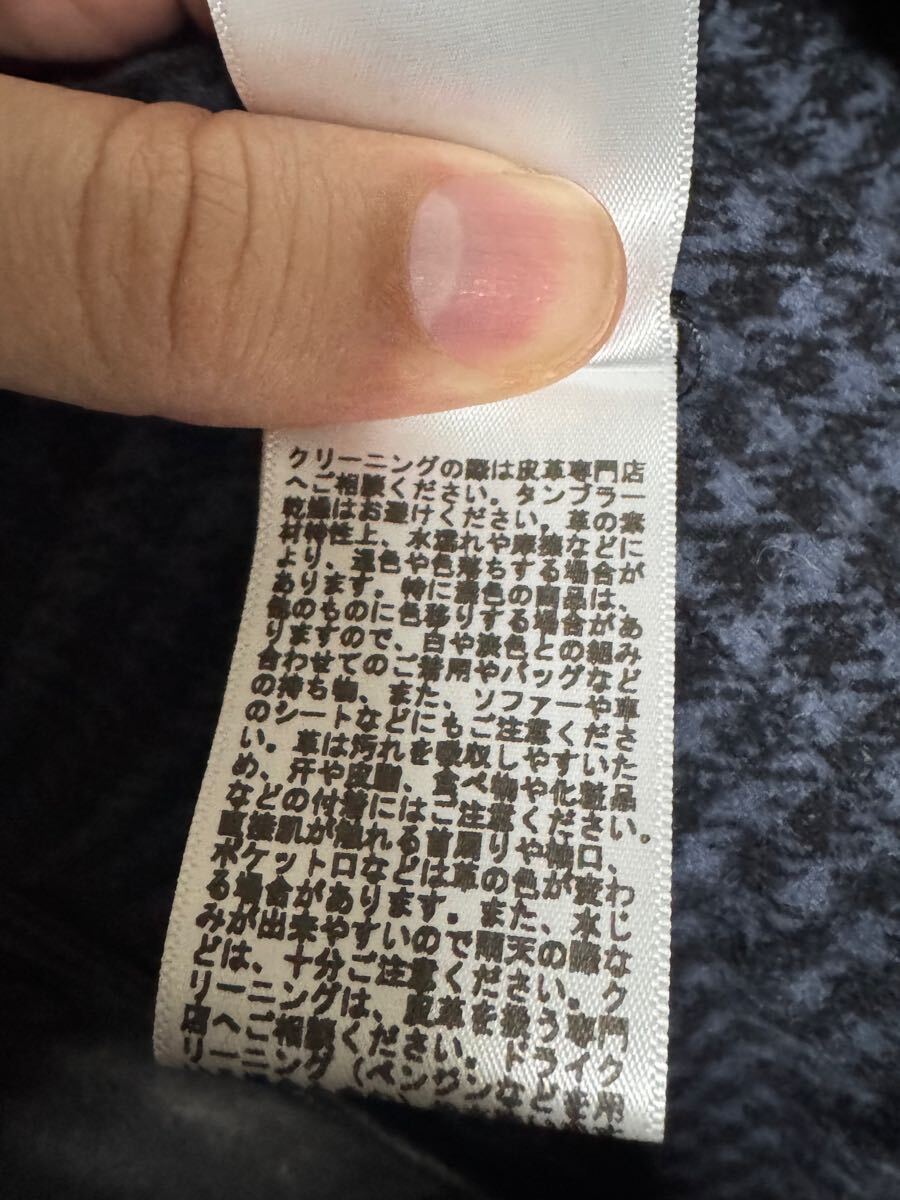 クリーニングの際は皮革専門店
へご相談ください。タンブラー
乾燥はお避けください。革の素
材特性上、水濡れや摩擦などに
より、退色や色落ちする場合が
あります。特に濃色の商品は、
他のものに色移りする場合があ
りますので、白や淡色との組み
合わせてのご着用やバッグなど
の持ち物、また、ソファーや車
のシートなどにもご注意くださ
い。革は汚れを吸収しやすいた
め、汗や皮脂、食べ物や化粧品
などの付着にはご注意ください。
直接肌が触れる首周りや袖口、
ポケット口などは革の色が変わ
る場合があります。また、水じ
みが出来やすいので雨天の際な
どは、十分ご注意ください。ク
リーニングは、皮革を扱う専門
店へご相談ください。ドライク
リーニング(